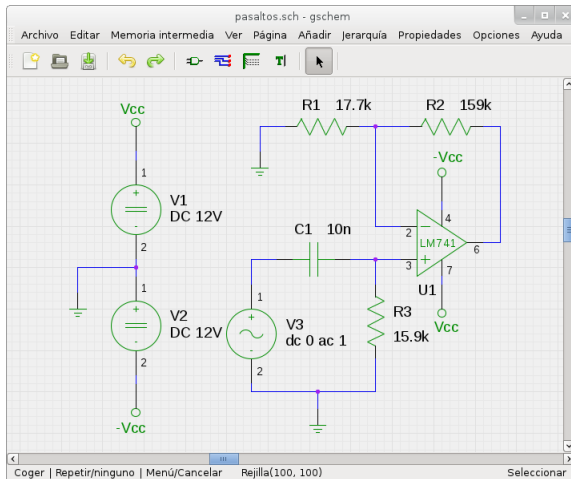 pasaltos.sch - gschem
Archivo Editar Memoria intermedia Ver Página Añadir Jerarquía Propiedades Opciones Ayuda
Vcc
R1 17.7k
R2 159k
-Vcc
1
4
V1
DC 12V
C1 10n
2
LM741
6
2
3
7
1
1
U1
V2
DC 12V
V3
dc 0 ac 1
R3
15.9k
Vcc
2
2
-Vcc
Coger | Repetir/ninguno | Menú/Cancelar Rejilla(100, 100) Seleccionar